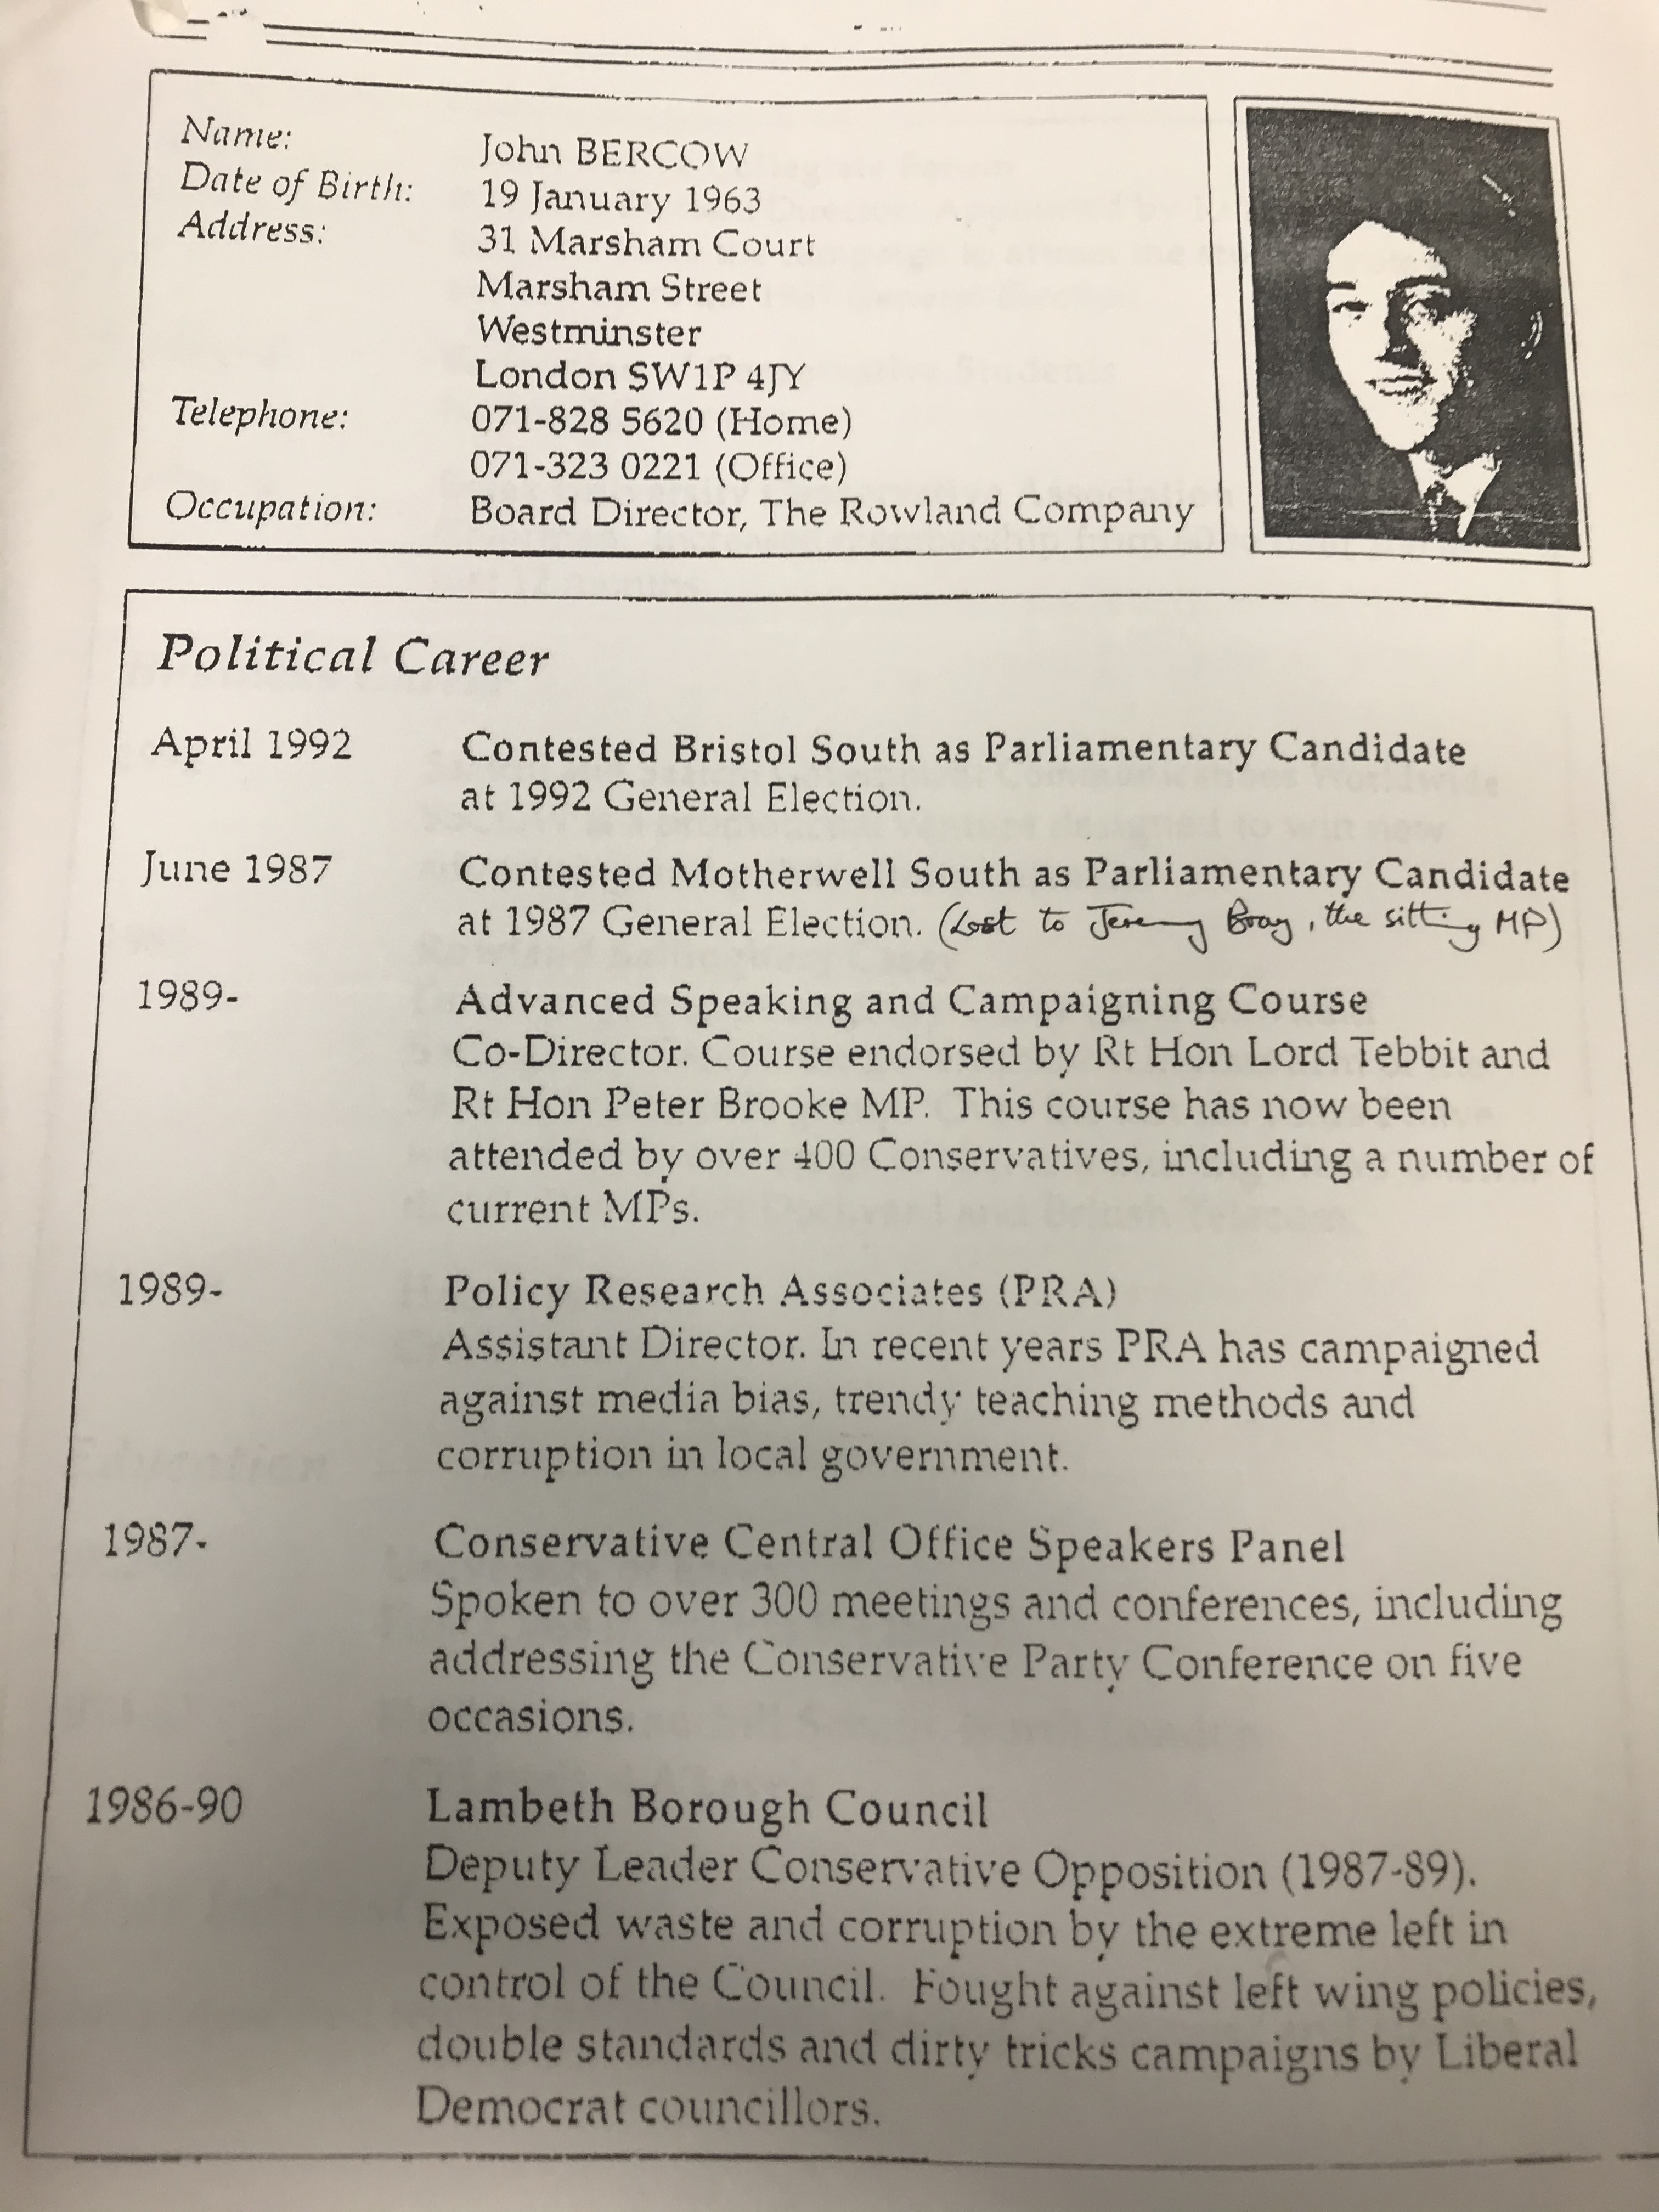 Name: John BERCOW
Date of Birth: 19 January 1963
Address: 31 Marsham Court
Marsham Street
Westminster
London SW1P 4JY
Telephone: 071-828 5620 (Home)
071-323 0221 (Office)
Occupation: Board Director, The Rowland Company
Political Career
April 1992 Contested Bristol South as Parliamentary Candidate
at 1992 General Election.
June 1987 Contested Motherwell South as Parliamentary Candidate
at 1987 General Election. (Lost to Jeremy Bray, the sitting MP)
1989- Advanced Speaking and Campaigning Course
Co-Director. Course endorsed by Rt Hon Lord Tebbit and
Rt Hon Peter Brooke MP. This course has now been
attended by over 400 Conservatives, including a number of
current MPs.
1989- Policy Research Associates (PRA)
Assistant Director. In recent years PRA has campaigned
against media bias, trendy teaching methods and
corruption in local government.
1987- Conservative Central Office Speakers Panel
Spoken to over 300 meetings and conferences, including
addressing the Conservative Party Conference on five
occasions.
1986-90 Lambeth Borough Council
Deputy Leader Conservative Opposition (1987-89).
Exposed waste and corruption by the extreme left in
control of the Council. Fought against left wing policies,
double standards and dirty tricks campaigns by Liberal
Democrat councillors.